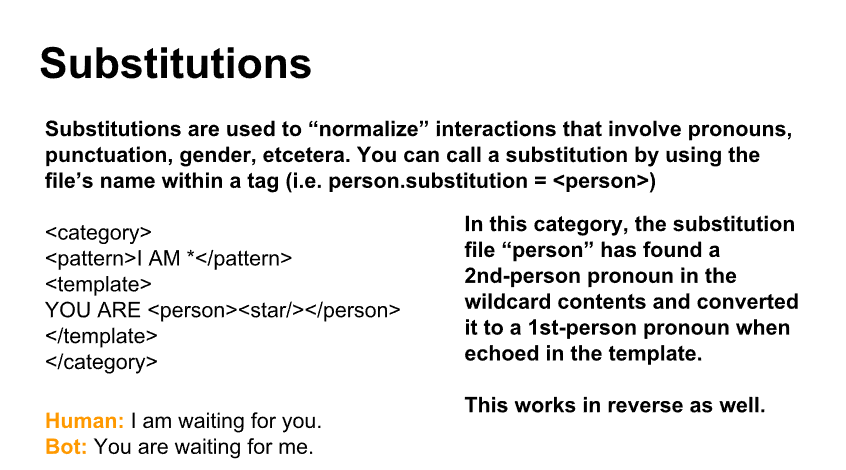 Substitutions
Substitutions are used to “normalize” interactions that involve pronouns,
punctuation, gender, etcetera. You can call a substitution by using the
file’s name within a tag (i.e. person.substitution = <person>)
<category>
<pattern>I AM *</pattern>
<template>
YOU ARE <person><star/></person>
</template>
</category>
Human: I am waiting for you.
Bot: You are waiting for me.
In this category, the substitution
file “person” has found a
2nd-person pronoun in the
wildcard contents and converted
it to a 1st-person pronoun when
echoed in the template.
This works in reverse as well.